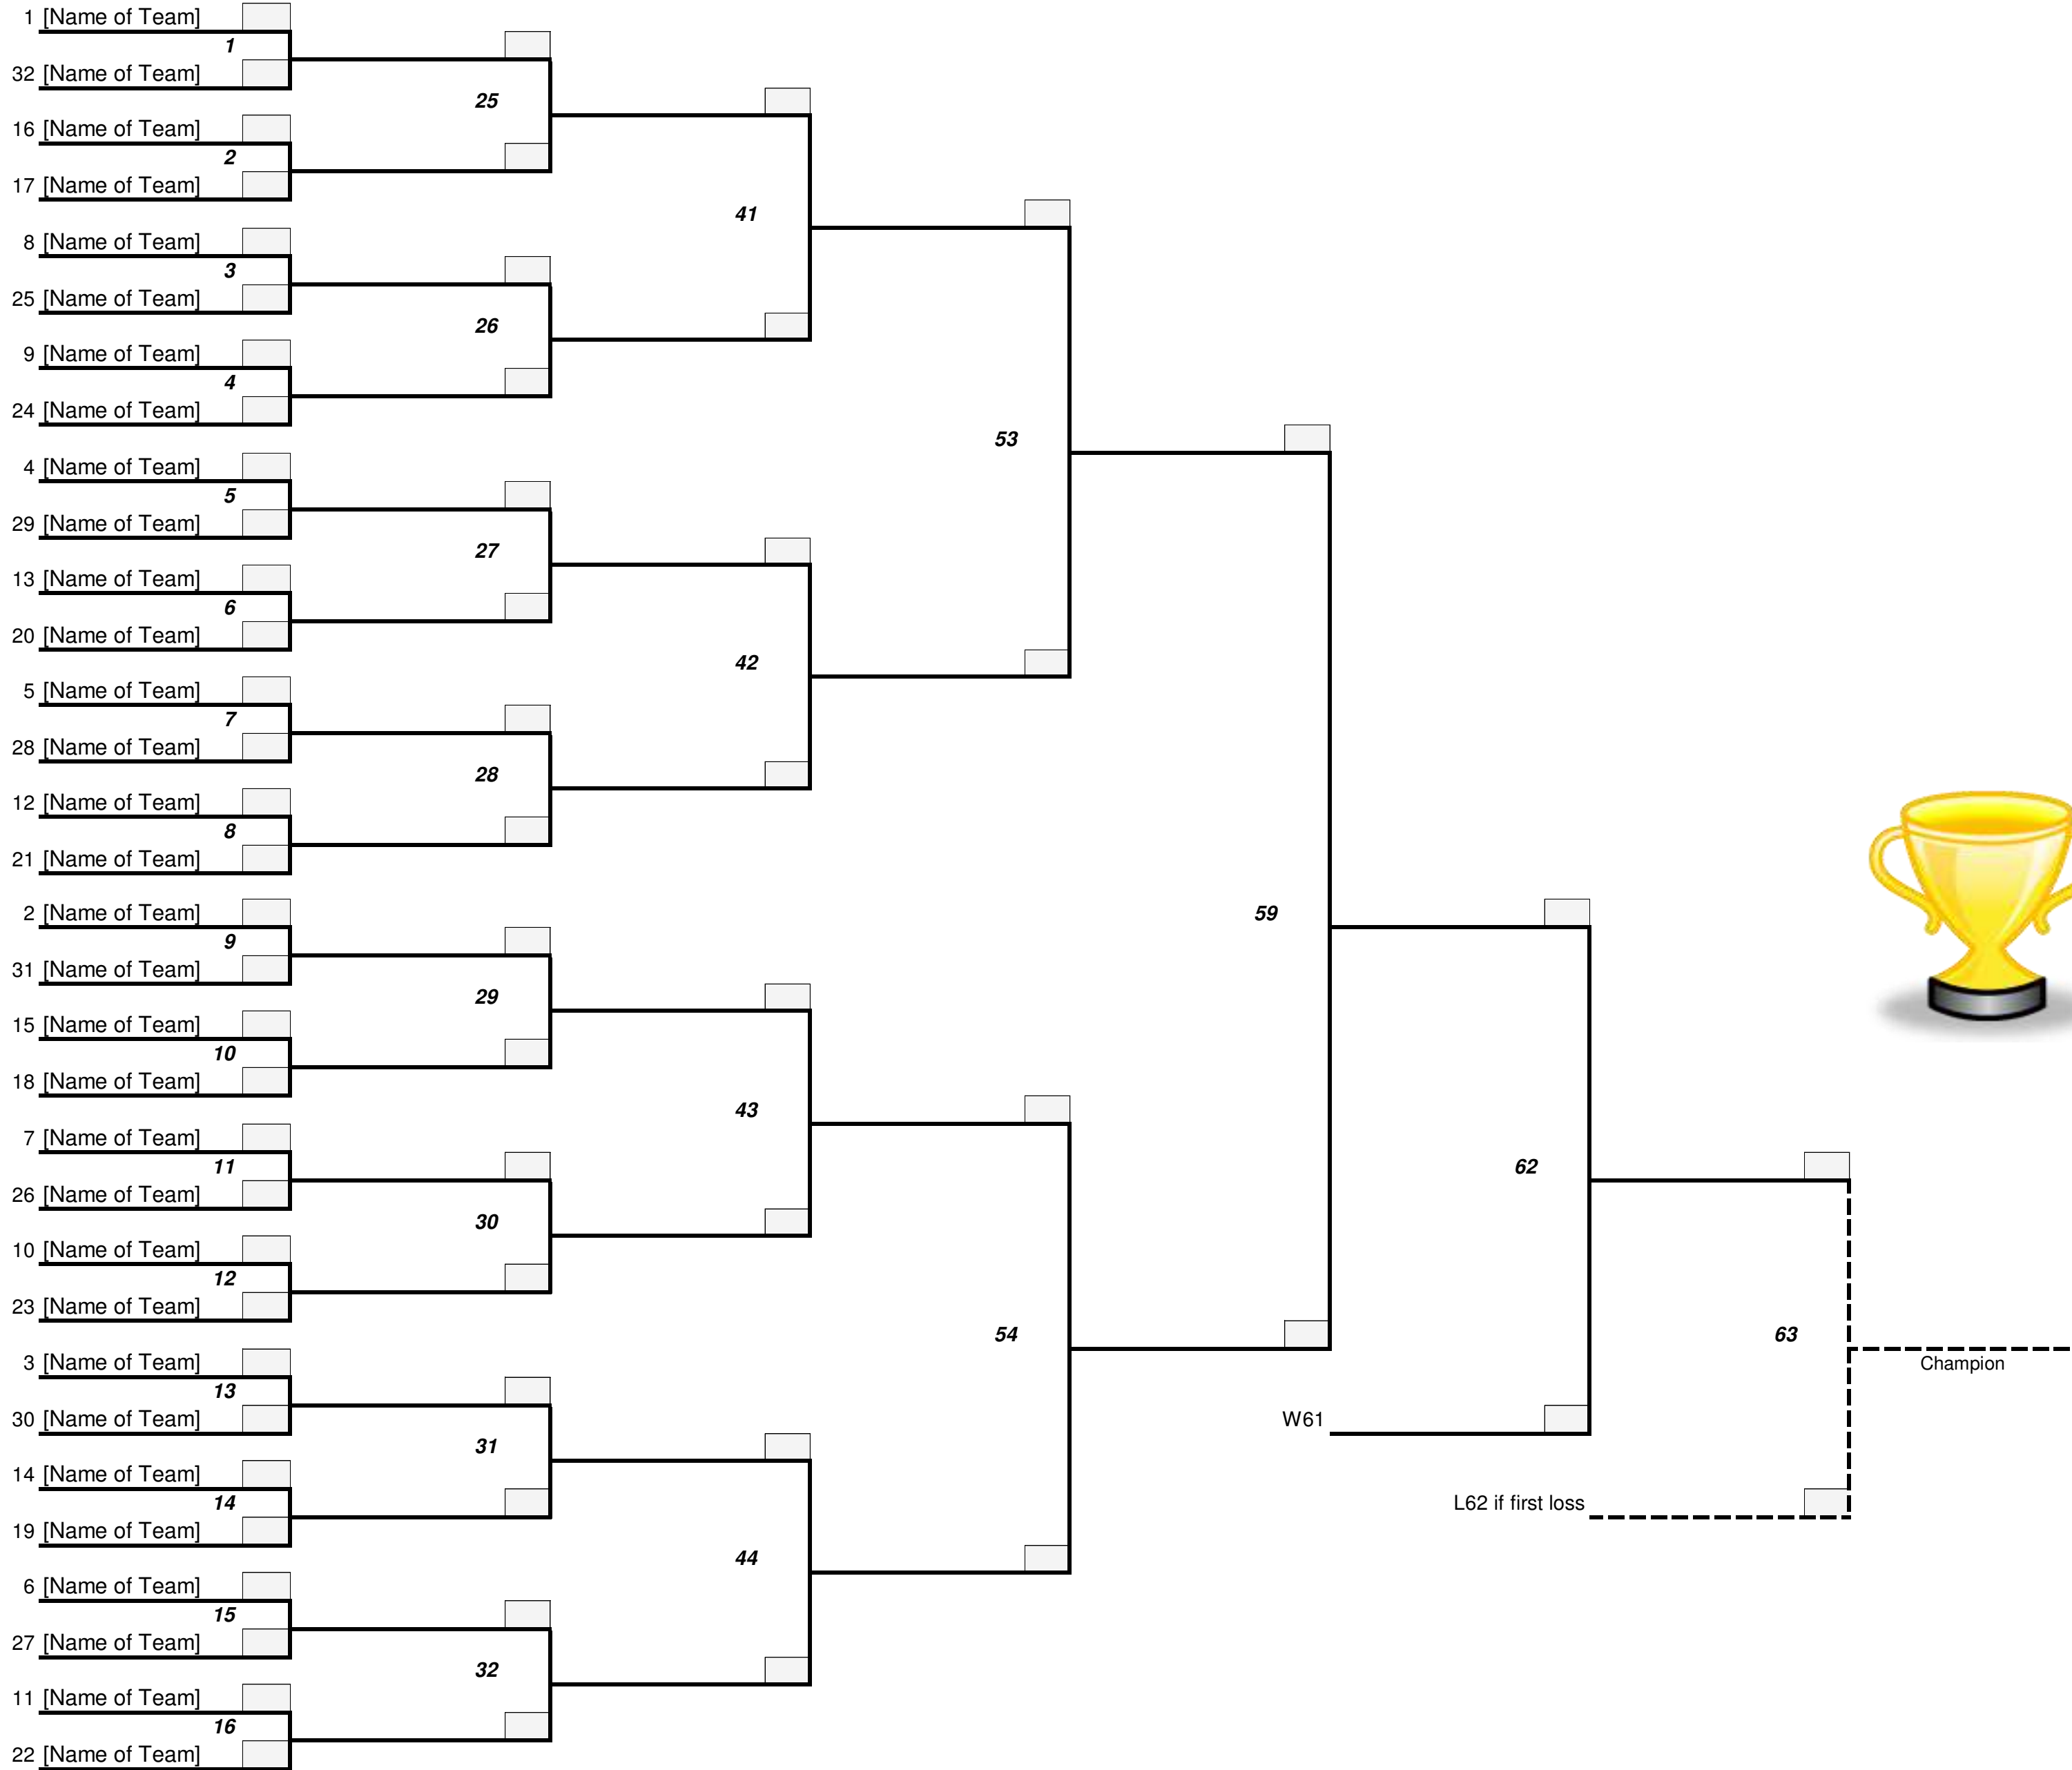 1 [Name of Team]
1
32 [Name of Team]
25
16 [Name of Team]
2
17 [Name of Team]
41
8 [Name of Team]
3
25 [Name of Team]
26
9 [Name of Team]
4
24 [Name of Team]
53
4 [Name of Team]
5
29 [Name of Team]
27
13 [Name of Team]
6
20 [Name of Team]
42
5 [Name of Team]
7
28 [Name of Team]
28
12 [Name of Team]
8
21 [Name of Team]
59
2 [Name of Team]
9
31 [Name of Team]
29
15 [Name of Team]
10
18 [Name of Team]
43
7 [Name of Team]
11
26 [Name of Team]
62
30
10 [Name of Team]
12
23 [Name of Team]
54
63
3 [Name of Team]
Champion
13
30 [Name of Team]
W61
31
14 [Name of Team]
14
L62 if first loss
19 [Name of Team]
44
6 [Name of Team]
15
27 [Name of Team]
32
11 [Name of Team]
16
22 [Name of Team]